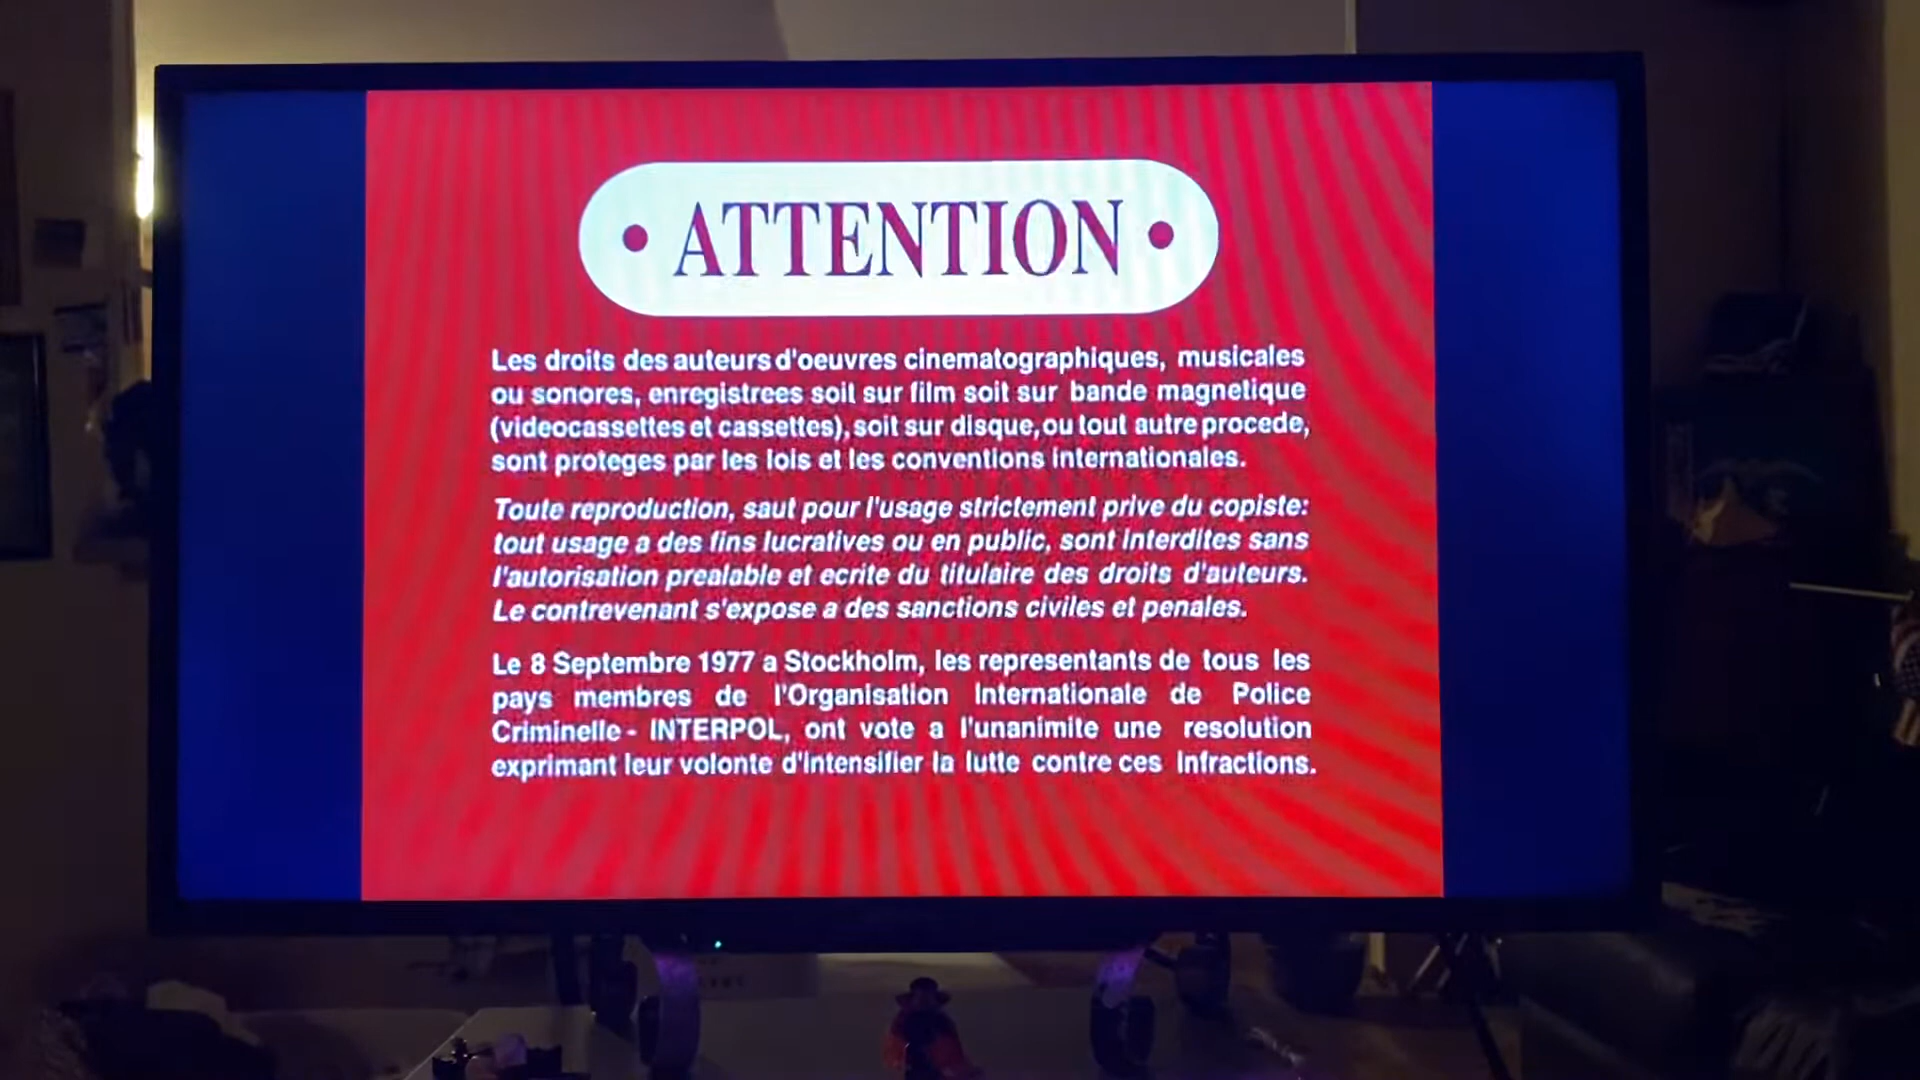 • ATTENTION •
Les droits des auteurs d'oeuvres cinematographiques, musicales
ou sonores, enregistrees soit sur film soit sur bande magnetique
(videocassettes et cassettes), soit sur disque, ou tout autre procede,
sont proteges par les lois et les conventions internationales.
Toute reproduction, saut pour l'usage strictement prive du copiste:
tout usage a des fins lucratives ou en public, sont interdites sans
l'autorisation prealable et ecrite du titulaire des droits d'auteurs.
Le contrevenant s'expose a des sanctions civiles et penales.
Le 8 Septembre 1977 a Stockholm, les representants de tous les
pays membres de l'Organisation Internationale de Police
Criminelle - INTERPOL, ont vote a l'unanimite une resolution
exprimant leur volonte d'intensifier la lutte contre ces infractions.